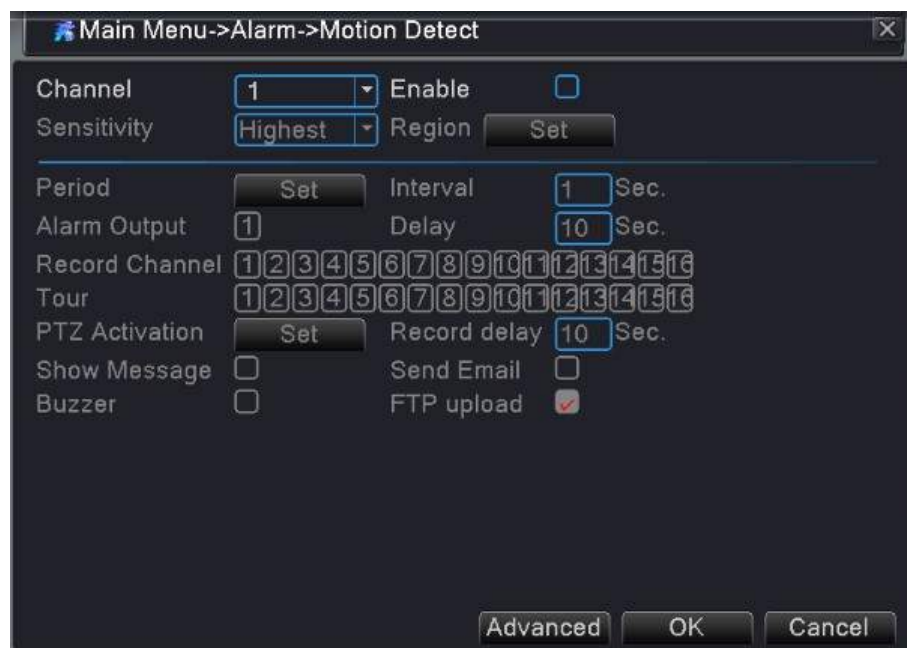 Main Menu->Alarm->Motion Detect
Channel 1 Enable
Sensitivity Highest Region Set
Period Set Interval 1 Sec.
Alarm Output 1 Delay 10 Sec.
Record Channel 1 2 3 4 5 6 7 8 9 10 11 12 13 14 15 16
Tour 1 2 3 4 5 6 7 8 9 10 11 12 13 14 15 16
PTZ Activation Set Record delay 10 Sec.
Show Message Send Email
Buzzer FTP upload
Advanced OK Cancel